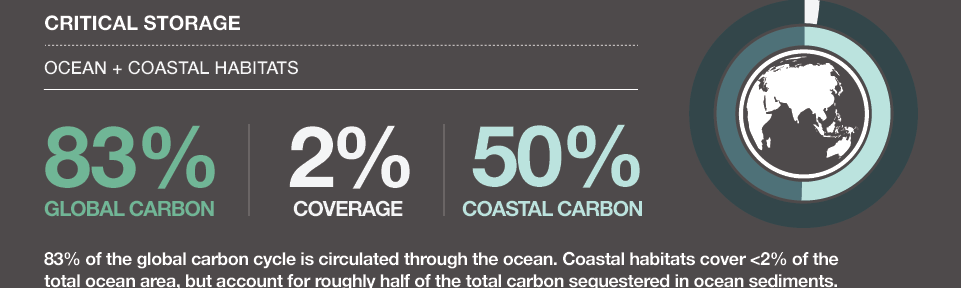 CRITICAL STORAGE
OCEAN + COASTAL HABITATS
83% 2% 50%
GLOBAL CARBON COVERAGE COASTAL CARBON
83% of the global carbon cycle is circulated through the ocean. Coastal habitats cover <2% of the
total ocean area, but account for roughly half of the total carbon sequestered in ocean sediments.